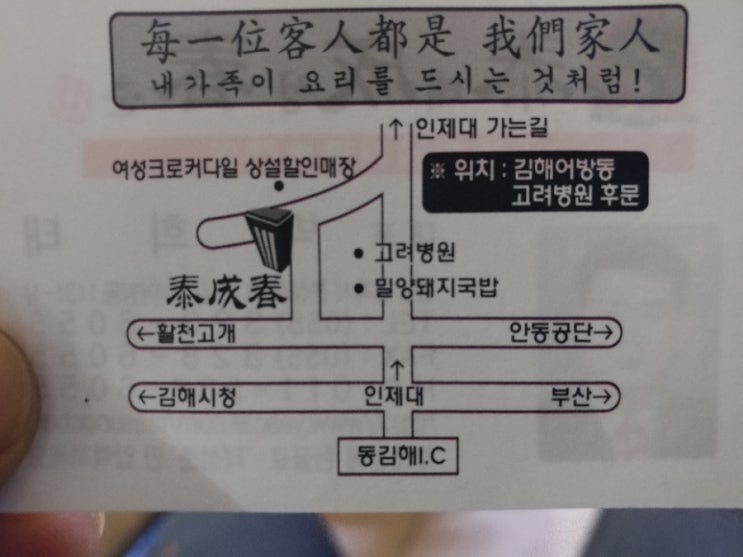 每一位客人都是 我們家人
내가족이 요리를 드시는 것처럼!
↑ 인제대 가는길
여성크로커다일 상설할인매장
※ 위치 : 김해어방동
고려병원 후문
• 고려병원
泰成春
• 밀양돼지국밥
←활천고개
안동공단→
↑
←김해시청
인제대
부산→
동김해I.C